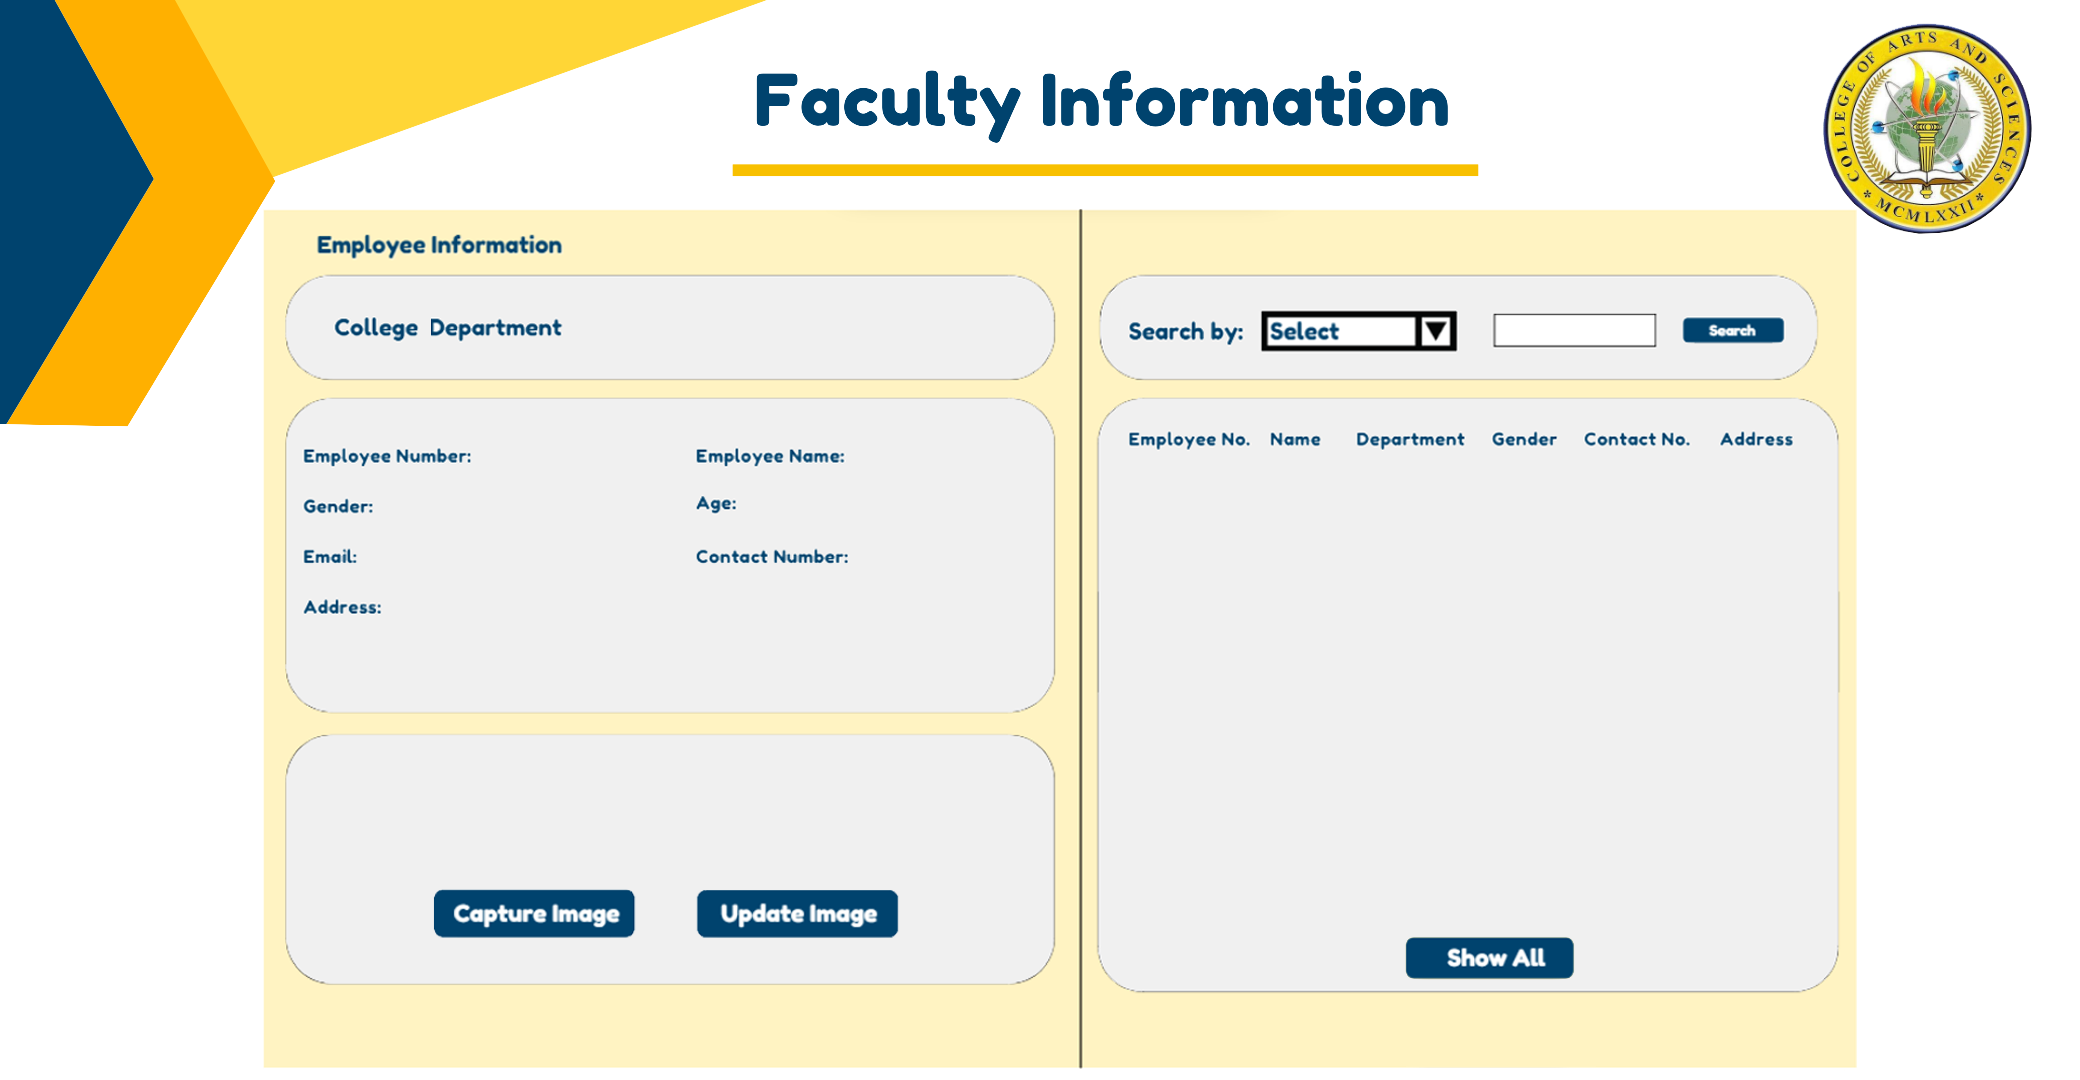 Faculty Information
COLLEGE OF ARTS AND SCIENCES
* MCMLXXII *
Employee Information
College Department
Employee Number:
Employee Name:
Gender:
Age:
Email:
Contact Number:
Address:
Capture Image
Update Image
Search by:
Select
Search
Employee No. Name Department Gender Contact No. Address
Show All